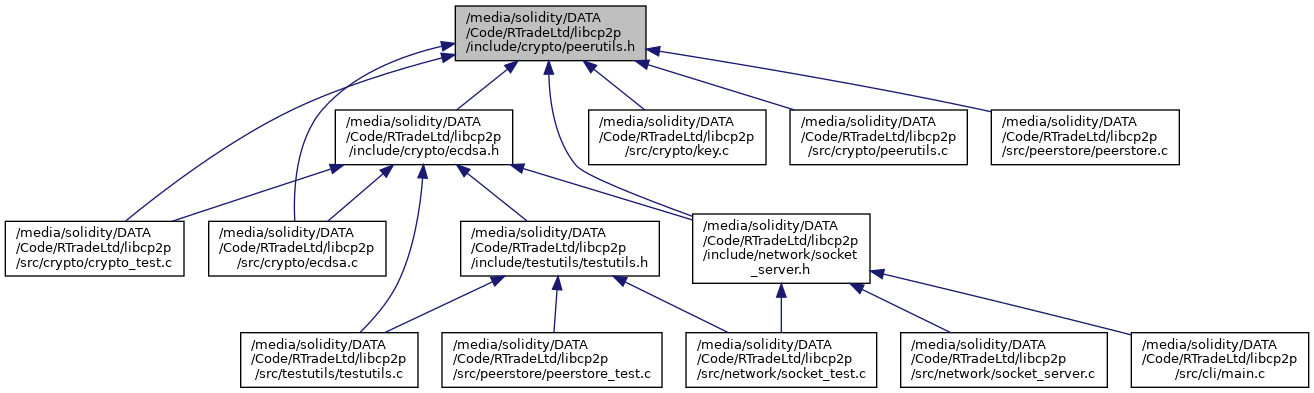 /media/solidity/DATA
/Code/RTradeLtd/libcp2p
/include/crypto/peerutils.h
/media/solidity/DATA
/Code/RTradeLtd/libcp2p
/include/crypto/ecdsa.h
/media/solidity/DATA
/Code/RTradeLtd/libcp2p
/src/crypto/key.c
/media/solidity/DATA
/Code/RTradeLtd/libcp2p
/src/crypto/peerutils.c
/media/solidity/DATA
/Code/RTradeLtd/libcp2p
/src/peerstore/peerstore.c
/media/solidity/DATA
/Code/RTradeLtd/libcp2p
/src/crypto/crypto_test.c
/media/solidity/DATA
/Code/RTradeLtd/libcp2p
/src/crypto/ecdsa.c
/media/solidity/DATA
/Code/RTradeLtd/libcp2p
/include/testutils/testutils.h
/media/solidity/DATA
/Code/RTradeLtd/libcp2p
/include/network/socket
_server.h
/media/solidity/DATA
/Code/RTradeLtd/libcp2p
/src/testutils/testutils.c
/media/solidity/DATA
/Code/RTradeLtd/libcp2p
/src/peerstore/peerstore_test.c
/media/solidity/DATA
/Code/RTradeLtd/libcp2p
/src/network/socket_test.c
/media/solidity/DATA
/Code/RTradeLtd/libcp2p
/src/network/socket_server.c
/media/solidity/DATA
/Code/RTradeLtd/libcp2p
/src/cli/main.c